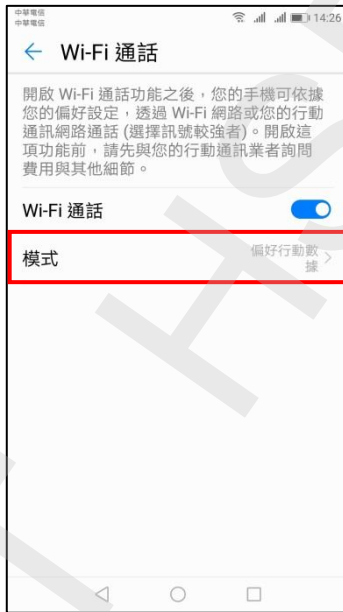 中華電信
中華電信
14:26
Wi-Fi 通話
開啟 Wi-Fi 通話功能之後，您的手機可依據
您的偏好設定，透過 Wi-Fi 網路或您的行動
通訊網路通話 (選擇訊號較強者)。開啟這
項功能前，請先與您的行動通訊業者詢問
費用與其他細節。
Wi-Fi 通話
模式
偏好行動數
據